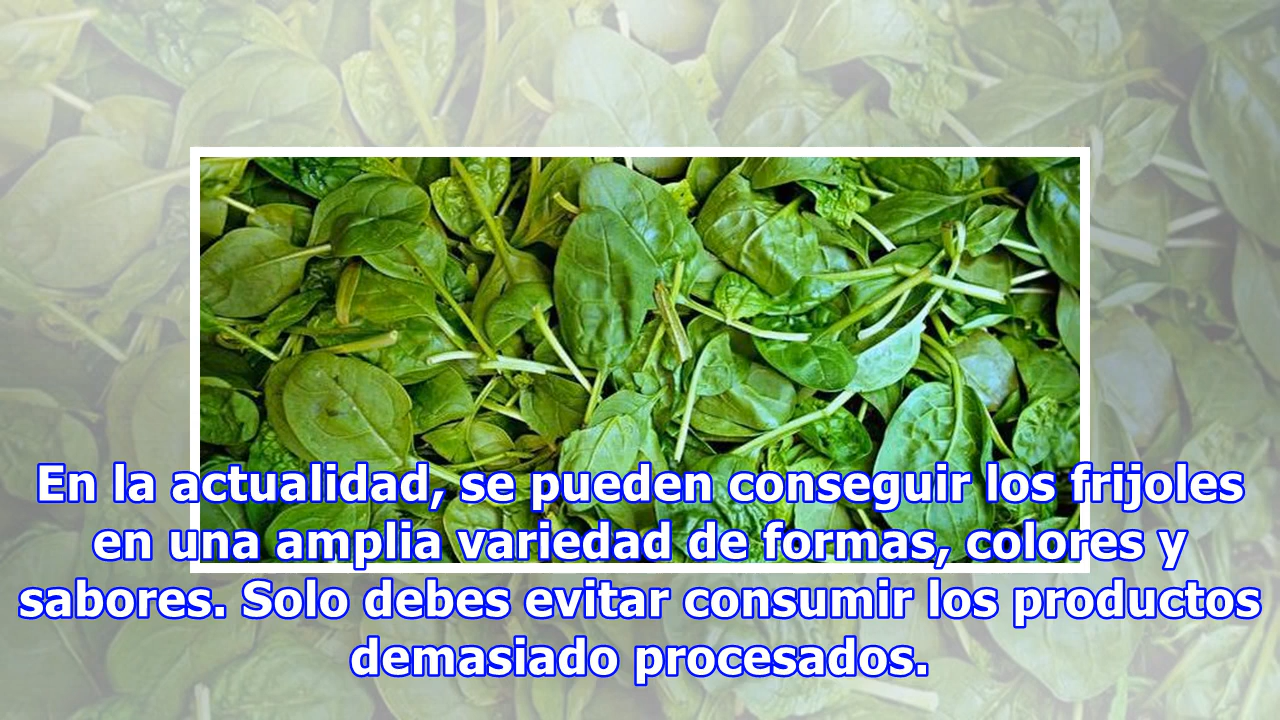 En la actualidad, se pueden conseguir los frijoles
en una amplia variedad de formas, colores y
sabores. Solo debes evitar consumir los productos
demasiado procesados.